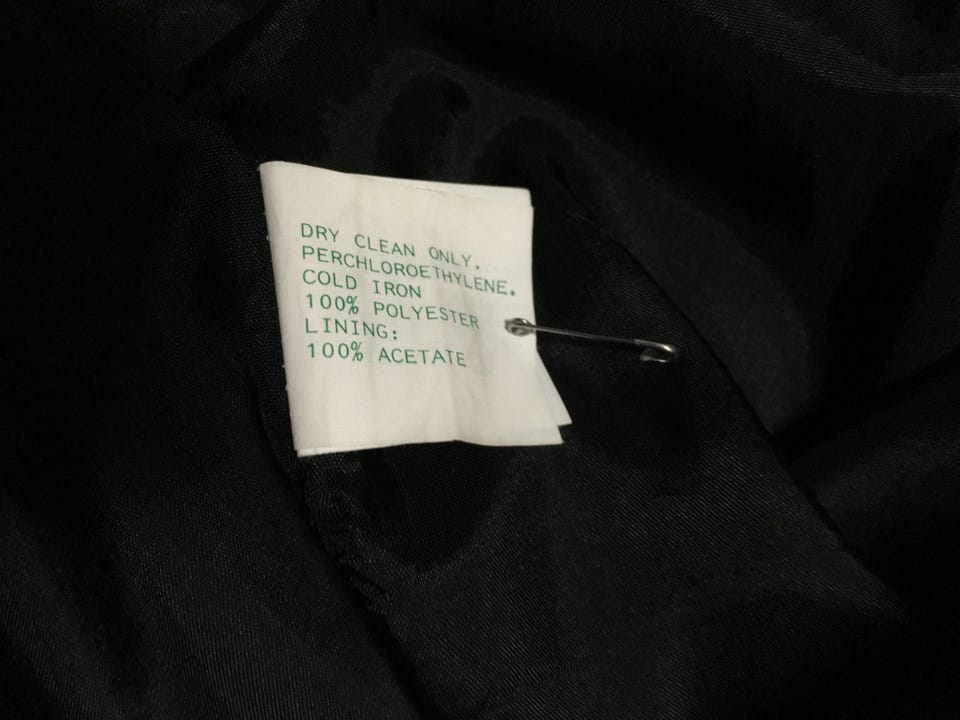 DRY CLEAN ONLY.
PERCHLOROETHYLENE.
COLD IRON
100% POLYESTER
LINING:
100% ACETATE